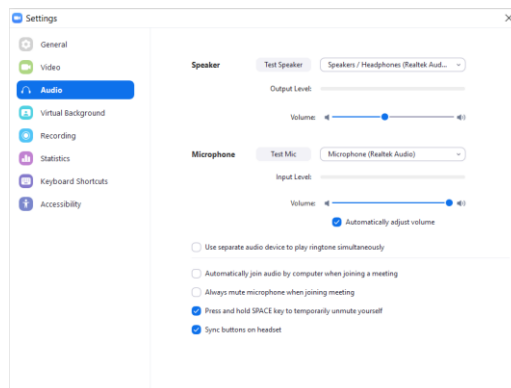 Settings
General
Video
Audio
Virtual Background
Recording
Statistics
Keyboard Shortcuts
Accessibility
Speaker
Test Speaker
Speakers / Headphones (Realtek Aud...
Output Level:
Volume:
Microphone
Test Mic
Microphone (Realtek Audio)
Input Level:
Volume:
Automatically adjust volume
Use separate audio device to play ringtone simultaneously
Automatically join audio by computer when joining a meeting
Always mute microphone when joining meeting
Press and hold SPACE key to temporarily unmute yourself
Sync buttons on headset